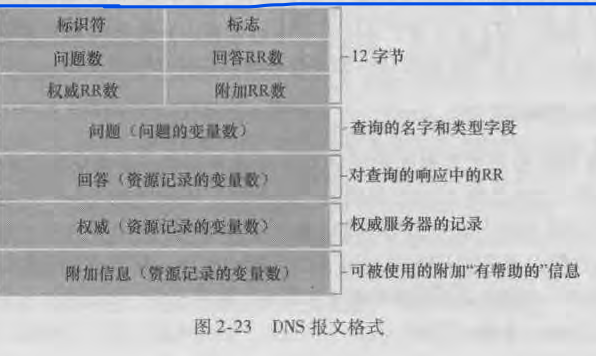 标识符 标志
问题数 回答RR数 12字节
权威RR数 附加RR数
问题（问题的变量数） 查询的名字和类型字段
回答（资源记录的变量数） 对查询的响应中的RR
权威（资源记录的变量数） 权威服务器的记录
附加信息（资源记录的变量数） 可被使用的附加“有帮助的”信息
图 2-23 DNS 报文格式